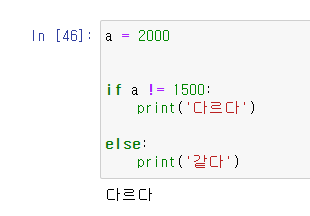 In [46]: a = 2000
if a != 1500:
    print('다르다')
else:
    print('같다')
다르다